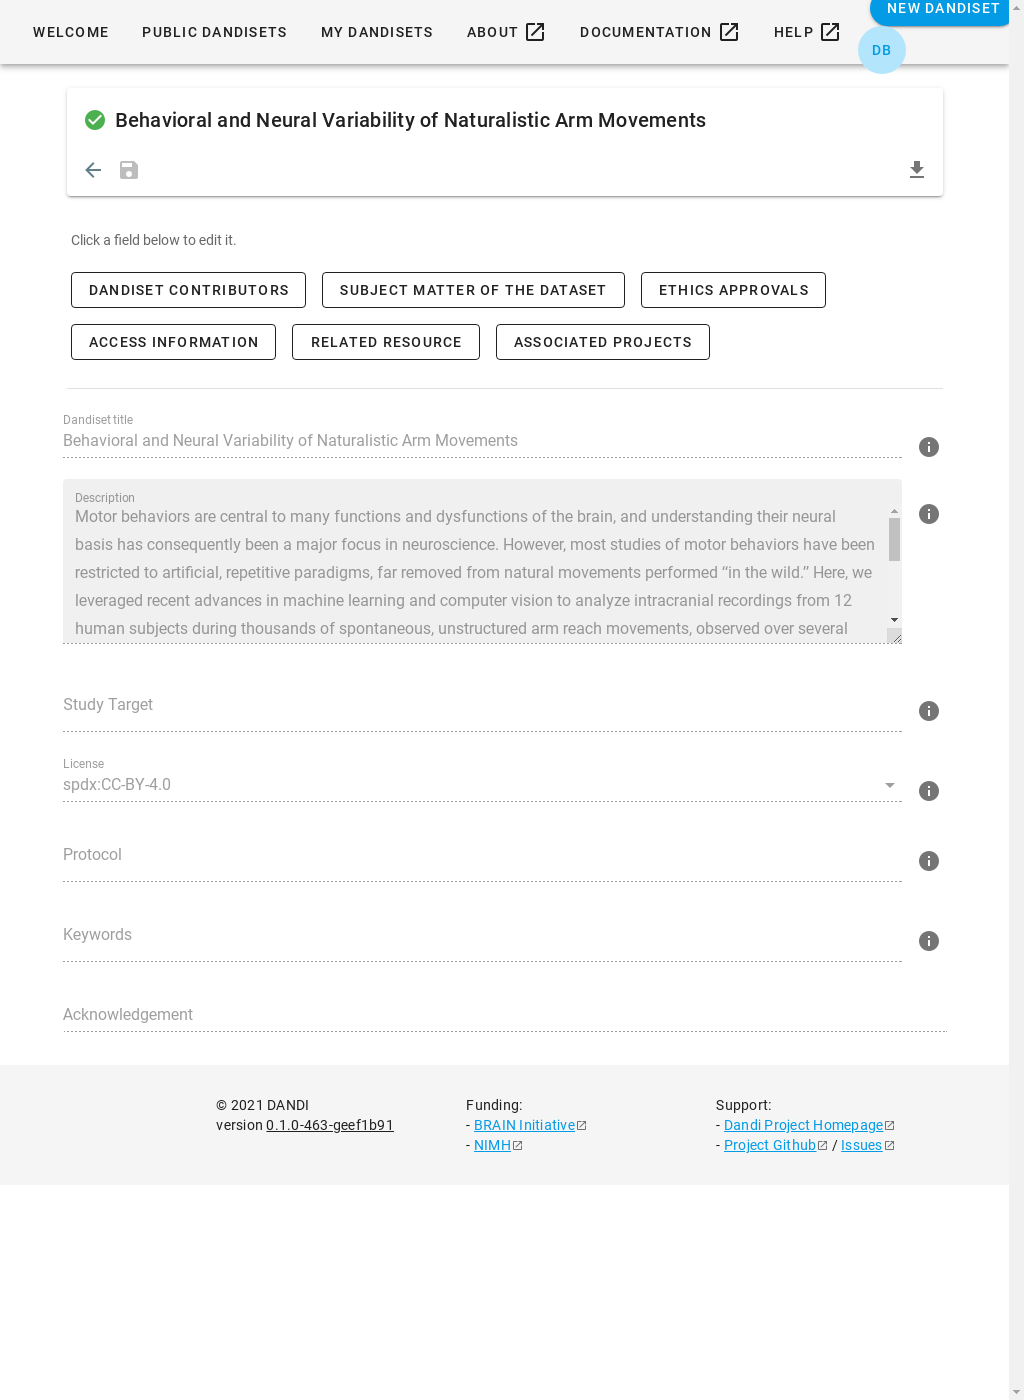 WELCOME PUBLIC DANDISETS MY DANDISETS ABOUT DOCUMENTATION HELP NEW DANDISET
DB
Behavioral and Neural Variability of Naturalistic Arm Movements
Click a field below to edit it.
DANDISET CONTRIBUTORS SUBJECT MATTER OF THE DATASET ETHICS APPROVALS
ACCESS INFORMATION RELATED RESOURCE ASSOCIATED PROJECTS
Dandiset title
Behavioral and Neural Variability of Naturalistic Arm Movements
Description
Motor behaviors are central to many functions and dysfunctions of the brain, and understanding their neural
basis has consequently been a major focus in neuroscience. However, most studies of motor behaviors have been
restricted to artificial, repetitive paradigms, far removed from natural movements performed “in the wild.” Here, we
leveraged recent advances in machine learning and computer vision to analyze intracranial recordings from 12
human subjects during thousands of spontaneous, unstructured arm reach movements, observed over several
Study Target
License
spdx:CC-BY-4.0
Protocol
Keywords
Acknowledgement
© 2021 DANDI Funding: Support:
version 0.1.0-463-geef1b91 - BRAIN Initiative - Dandi Project Homepage
- NIMH - Project Github / Issues